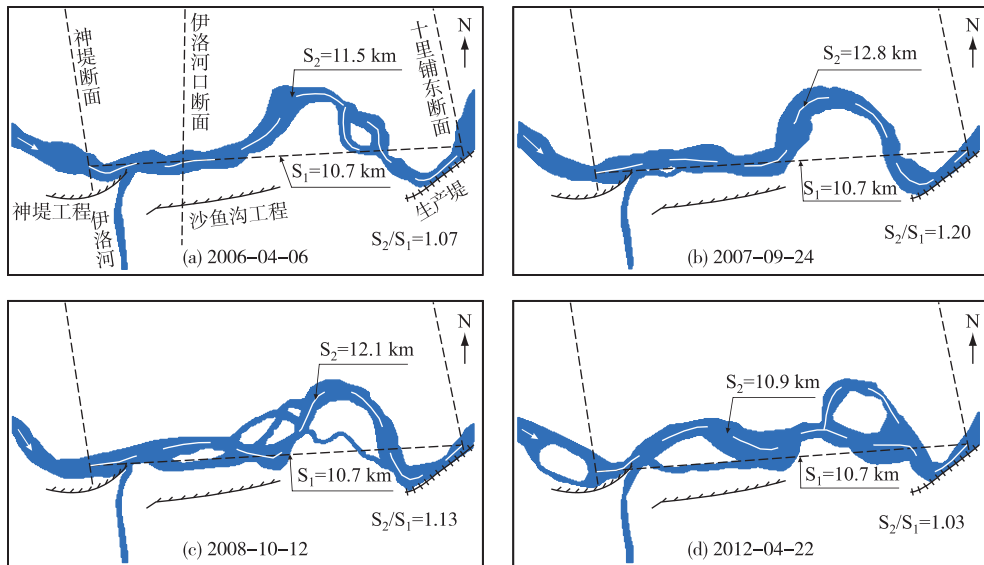 神堤断面
伊洛河口断面
十里铺东断面
N
S₂=11.5 km
S₁=10.7 km
神堤工程
伊洛河
沙鱼沟工程
生产堤
S₂/S₁=1.07
(a) 2006-04-06
N
S₂=12.8 km
S₁=10.7 km
S₂/S₁=1.20
(b) 2007-09-24
N
S₂=12.1 km
S₁=10.7 km
S₂/S₁=1.13
(c) 2008-10-12
N
S₂=10.9 km
S₁=10.7 km
S₂/S₁=1.03
(d) 2012-04-22